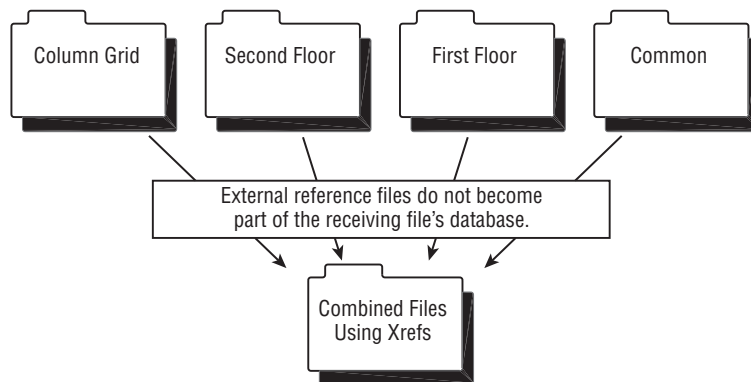 Column Grid
Second Floor
First Floor
Common
External reference files do not become
part of the receiving file's database.
Combined Files
Using Xrefs